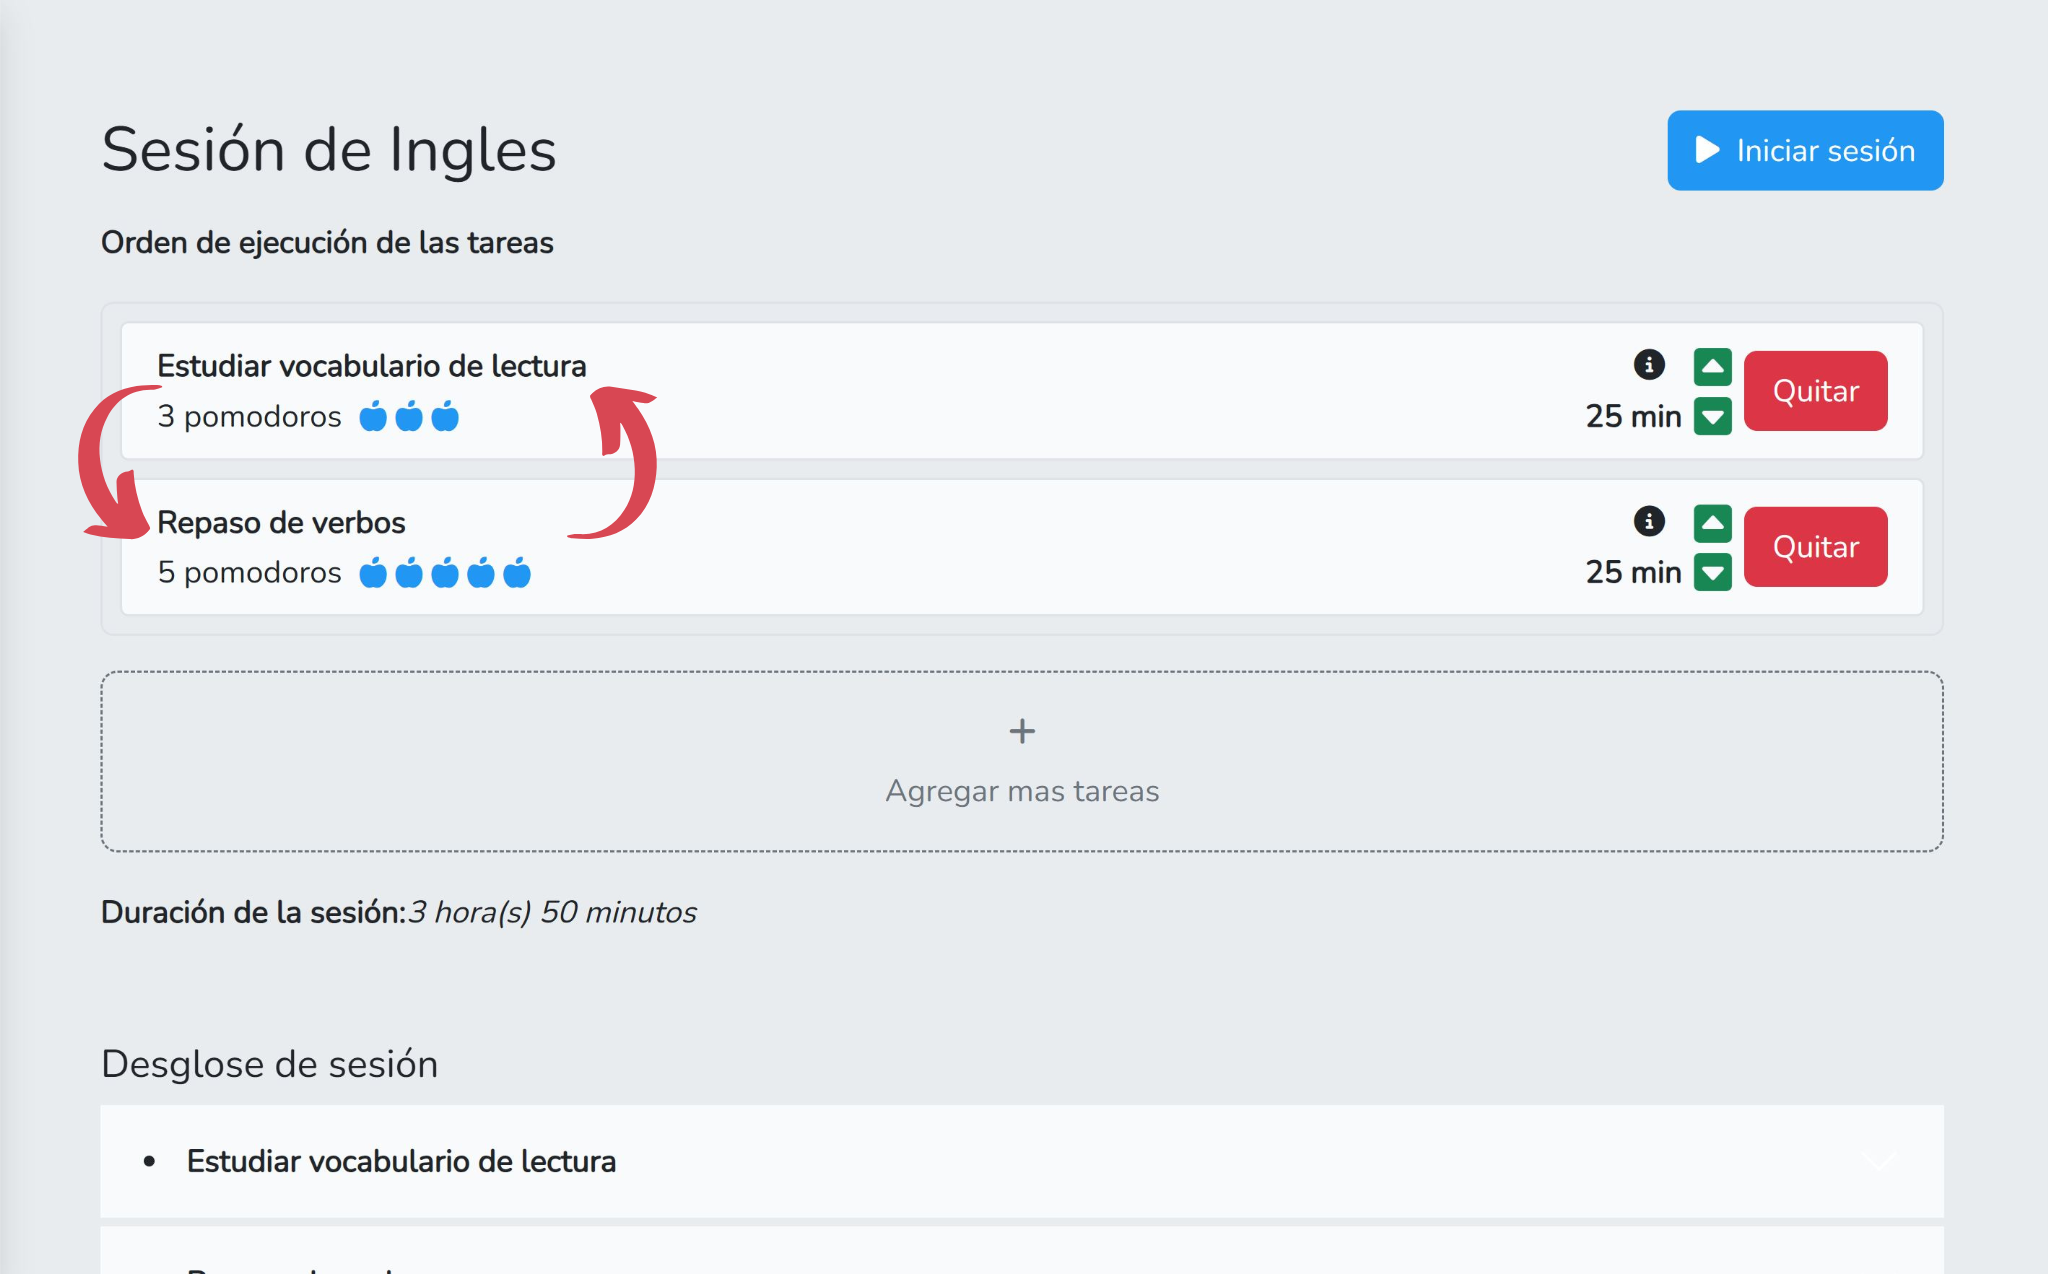 Sesión de Ingles
Iniciar sesión
Orden de ejecución de las tareas
Estudiar vocabulario de lectura
3 pomodoros
25 min
Quitar
Repaso de verbos
5 pomodoros
25 min
Quitar
+
Agregar mas tareas
Duración de la sesión:3 hora(s) 50 minutos
Desglose de sesión
• Estudiar vocabulario de lectura